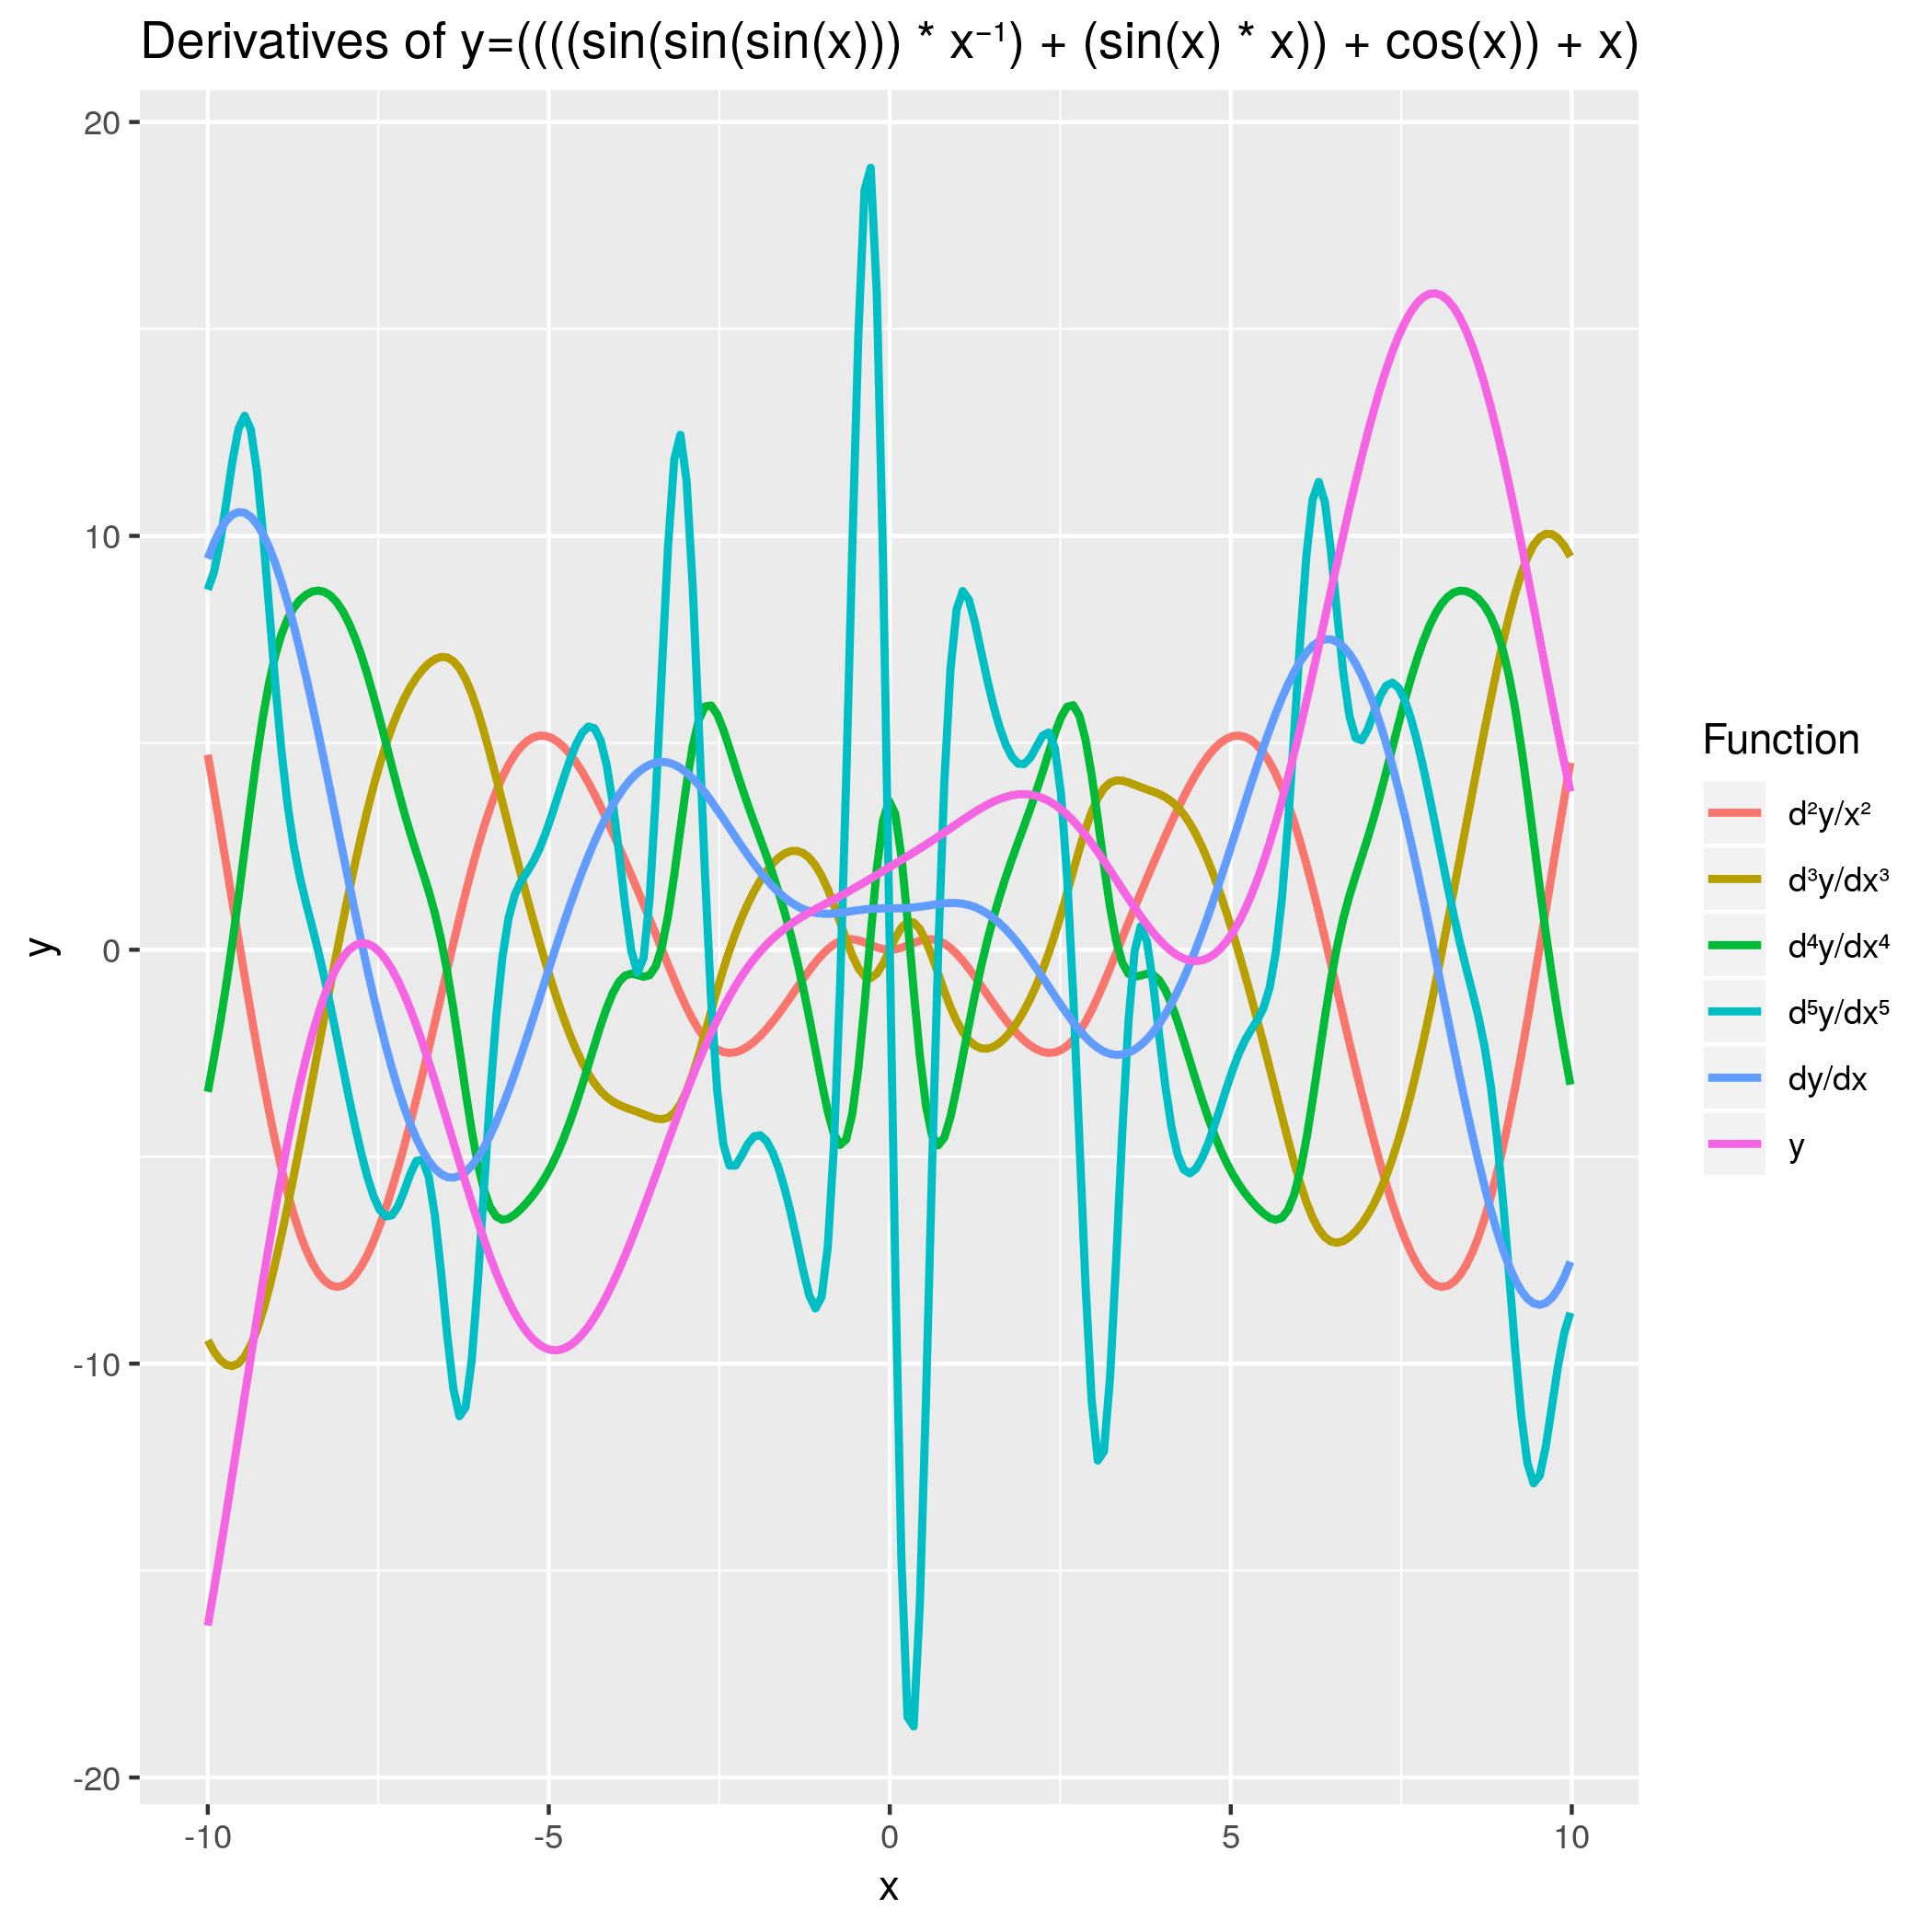 Derivatives of y=((((sin(sin(sin(x))) * x⁻¹) + (sin(x) * x)) + cos(x)) + x)
20
10
0
-10
-20
y
-10
-5
0
5
10
x
Function
d²y/x²
d³y/dx³
d⁴y/dx⁴
d⁵y/dx⁵
dy/dx
y